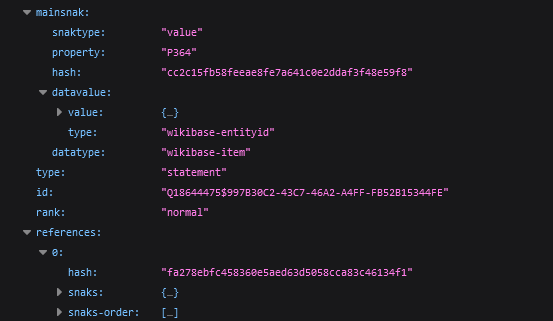 mainsnak:
snaktype: "value"
property: "P364"
hash: "cc2c15fb58feeae8fe7a641c0e2ddaf3f48e59f8"
datavalue:
value: {…}
type: "wikibase-entityid"
datatype: "wikibase-item"
type: "statement"
id: "Q18644475$997B30C2-43C7-46A2-A4FF-FB52B15344FE"
rank: "normal"
references:
0:
hash: "fa278ebfc458360e5aed63d5058cca83c46134f1"
snaks: {…}
snaks-order: […]